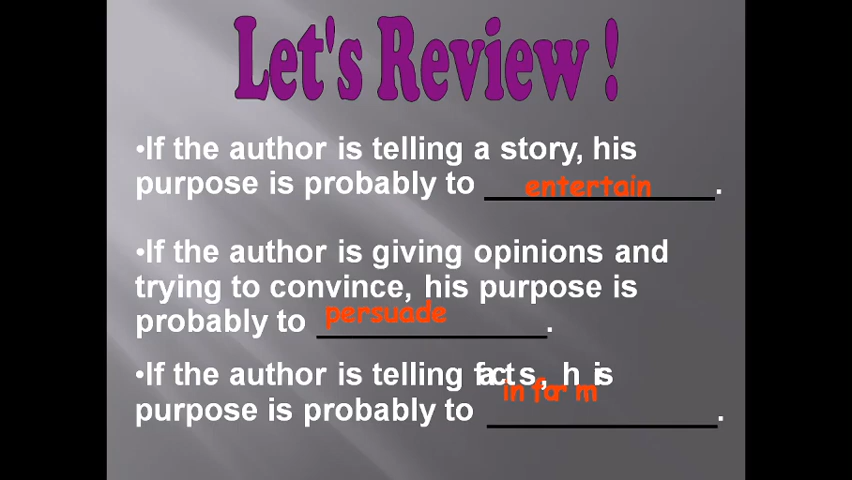 Let's Review !
•If the author is telling a story, his
purpose is probably to entertain.
•If the author is giving opinions and
trying to convince, his purpose is
probably to persuade.
•If the author is telling facts, his
purpose is probably to inform.